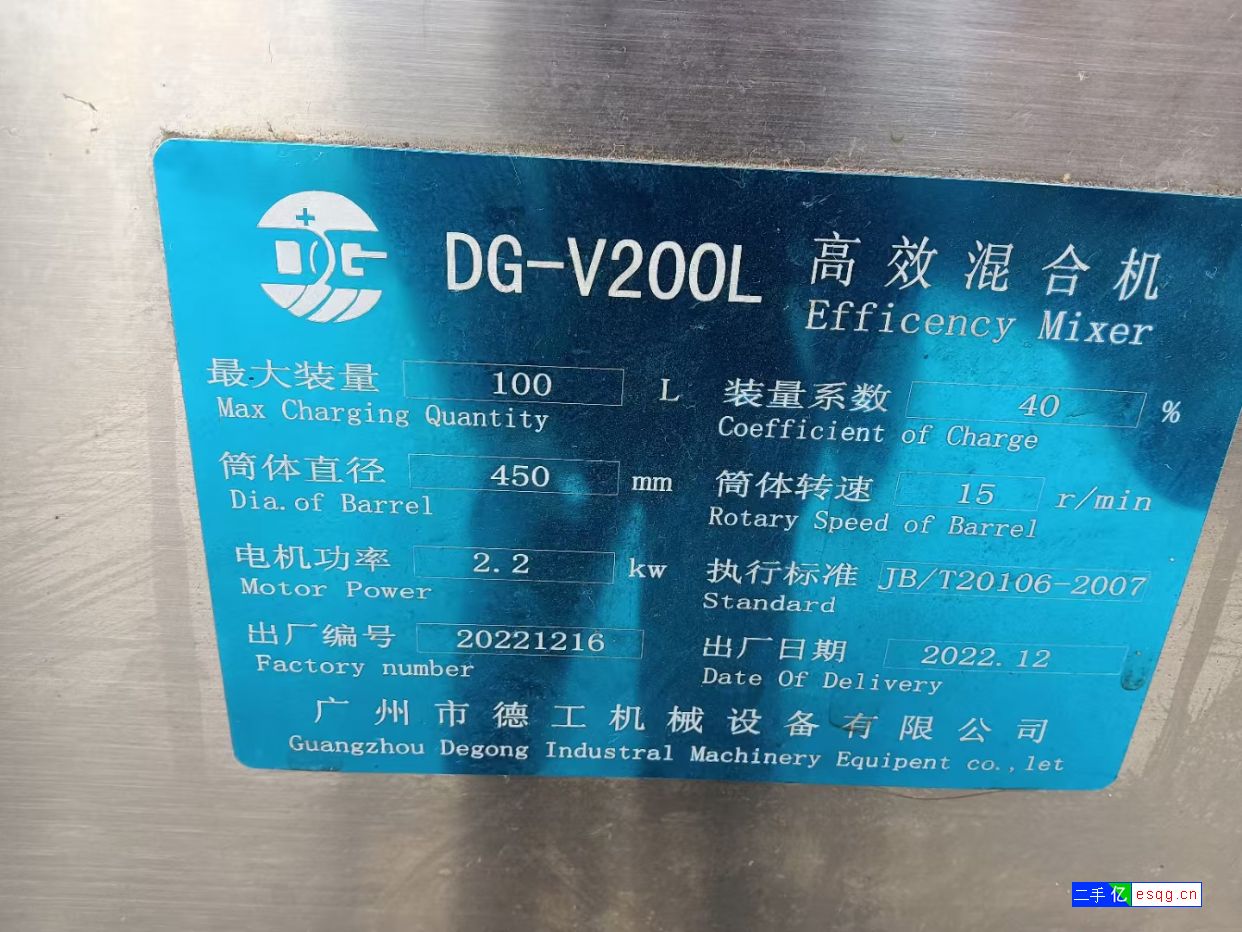 DG
DG-V200L 高效混合机
Efficency Mixer
最大装量 100 L 装量系数 40 %
Max Charging Quantity Coefficient of Charge
筒体直径 450 mm 筒体转速 15 r/min
Dia.of Barrel Rotary Speed of Barrel
电机功率 2.2 kw 执行标准 JB/T20106-2007
Motor Power Standard
出厂编号 20221216 出厂日期 2022.12
Factory number Date Of Delivery
广州市德工机械设备有限公司
Guangzhou Degong Industral Machinery Equipent co.,let
二手亿 esqg.cn